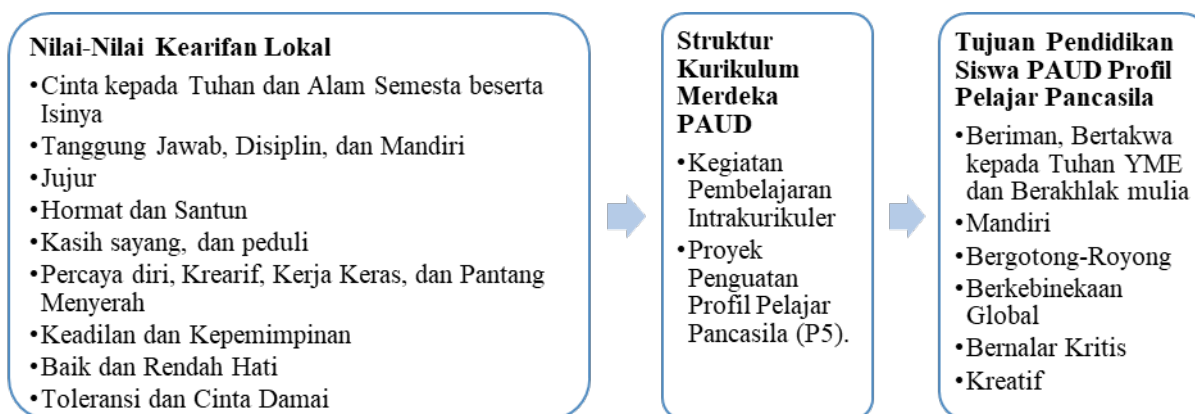 Nilai-Nilai Kearifan Lokal
•Cinta kepada Tuhan dan Alam Semesta beserta
Isinya
•Tanggung Jawab, Disiplin, dan Mandiri
•Jujur
•Hormat dan Santun
•Kasih sayang, dan peduli
•Percaya diri, Krearif, Kerja Keras, dan Pantang
Menyerah
•Keadilan dan Kepemimpinan
•Baik dan Rendah Hati
•Toleransi dan Cinta Damai
Struktur
Kurikulum
Merdeka
PAUD
•Kegiatan
Pembelajaran
Intrakurikuler
•Proyek
Penguatan
Profil Pelajar
Pancasila (P5).
Tujuan Pendidikan
Siswa PAUD Profil
Pelajar Pancasila
•Beriman, Bertakwa
kepada Tuhan YME
dan Berakhlak mulia
•Mandiri
•Bergotong-Royong
•Berkebinekaan
Global
•Bernalar Kritis
•Kreatif